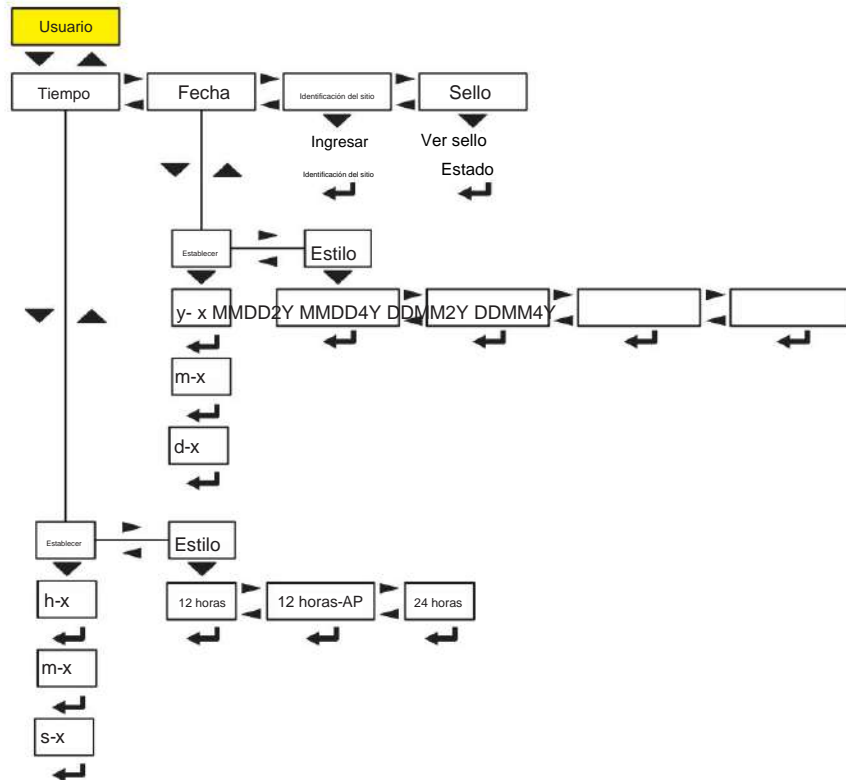 Usuario
Tiempo
Fecha
Identificación del sitio
Sello
Ingresar
Identificación del sitio
Ver sello
Estado
Establecer
Estilo
y- x MMDD2Y MMDD4Y DDMM2Y DDMM4Y
m-x
d-x
Establecer
Estilo
h-x
12 horas
12 horas-AP
24 horas
m-x
s-x